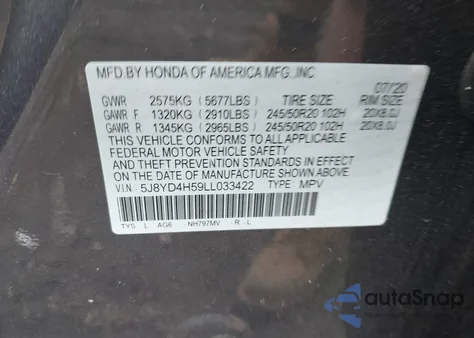 MFD.BY HONDA OF AMERICA MFG.,INC
07/20
GVWR 2575KG (5677LBS) TIRE SIZE RIM SIZE
GAWR F 1320KG (2910LBS) 245/50R20 102H 20X8.0J
GAWR R 1345KG (2965LBS) 245/50R20 102H 20X8.0J
THIS VEHICLE CONFORMS TO ALL APPLICABLE
FEDERAL MOTOR VEHICLE SAFETY, BUMPER,
AND THEFT PREVENTION STANDARDS IN EFFECT
ON THE DATE OF MANUFACTURE SHOWN ABOVE.
V.I.N: 5J8YD4H59LL033422 TYPE: MPV
TYS L AG6 NH797MV -R -L
autoSnap